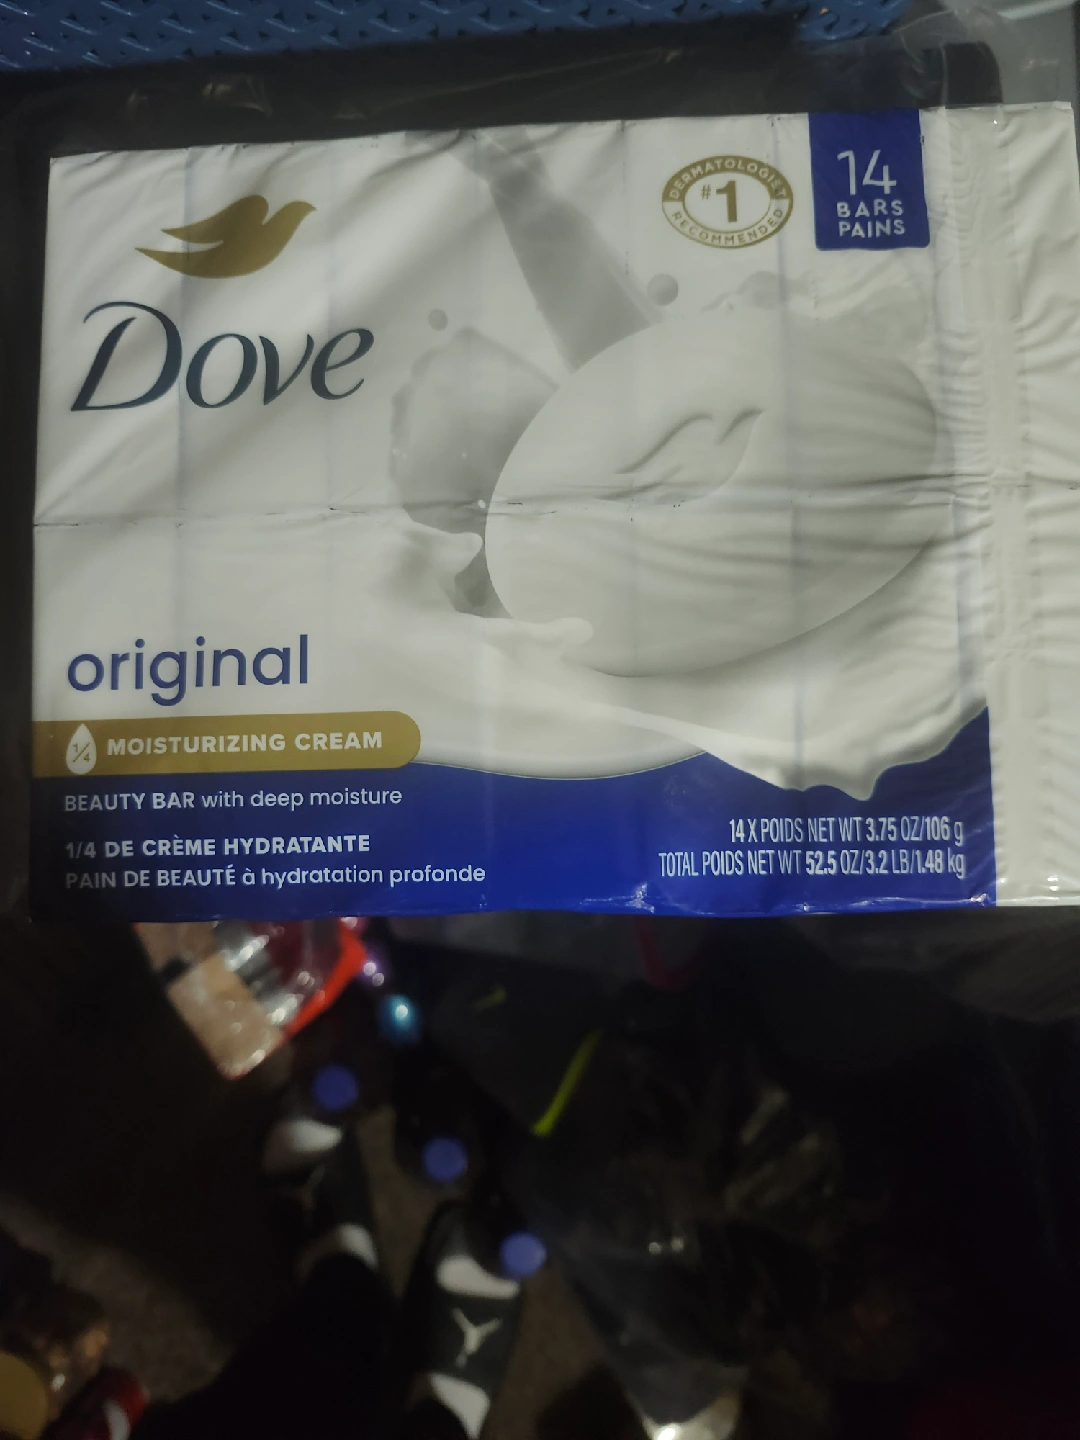 DERMATOLOGIST
#1
RECOMMENDED
14
BARS
PAINS
Dove
original
1/4 MOISTURIZING CREAM
BEAUTY BAR with deep moisture
1/4 DE CRÈME HYDRATANTE
PAIN DE BEAUTÉ à hydratation profonde
14 X POIDS NET WT 3.75 OZ/106 g
TOTAL POIDS NET WT 52.5 OZ/3.2 LB/1.48 kg